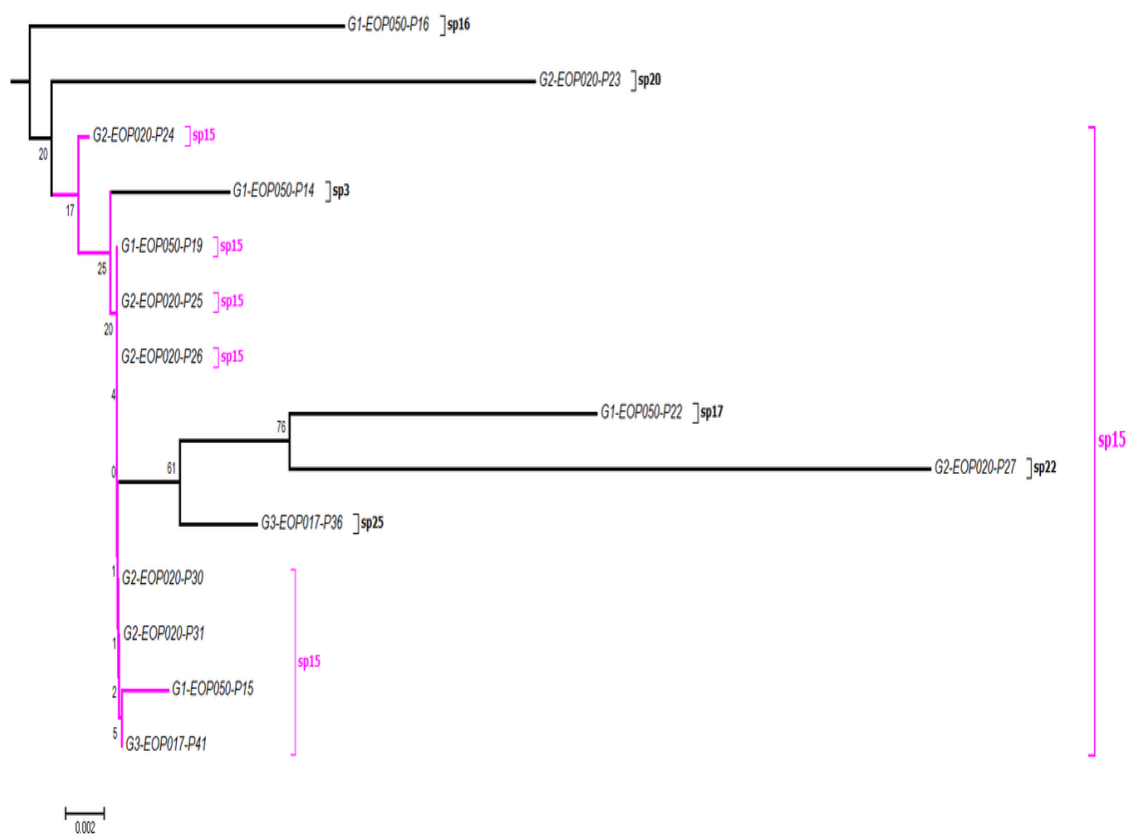 G1-EOP050-P16 sp16
G2-EOP020-P23 sp20
G2-EOP020-P24 sp15
20
G1-EOP050-P14 sp3
17
G1-EOP050-P19 sp15
25
G2-EOP020-P25 sp15
20
G2-EOP020-P26 sp15
4
G1-EOP050-P22 sp17
76
sp15
G2-EOP020-P27 sp22
61
0
G3-EOP017-P36 sp25
1
G2-EOP020-P30
G2-EOP020-P31
1
sp15
G1-EOP050-P15
2
5
G3-EOP017-P41
0.002